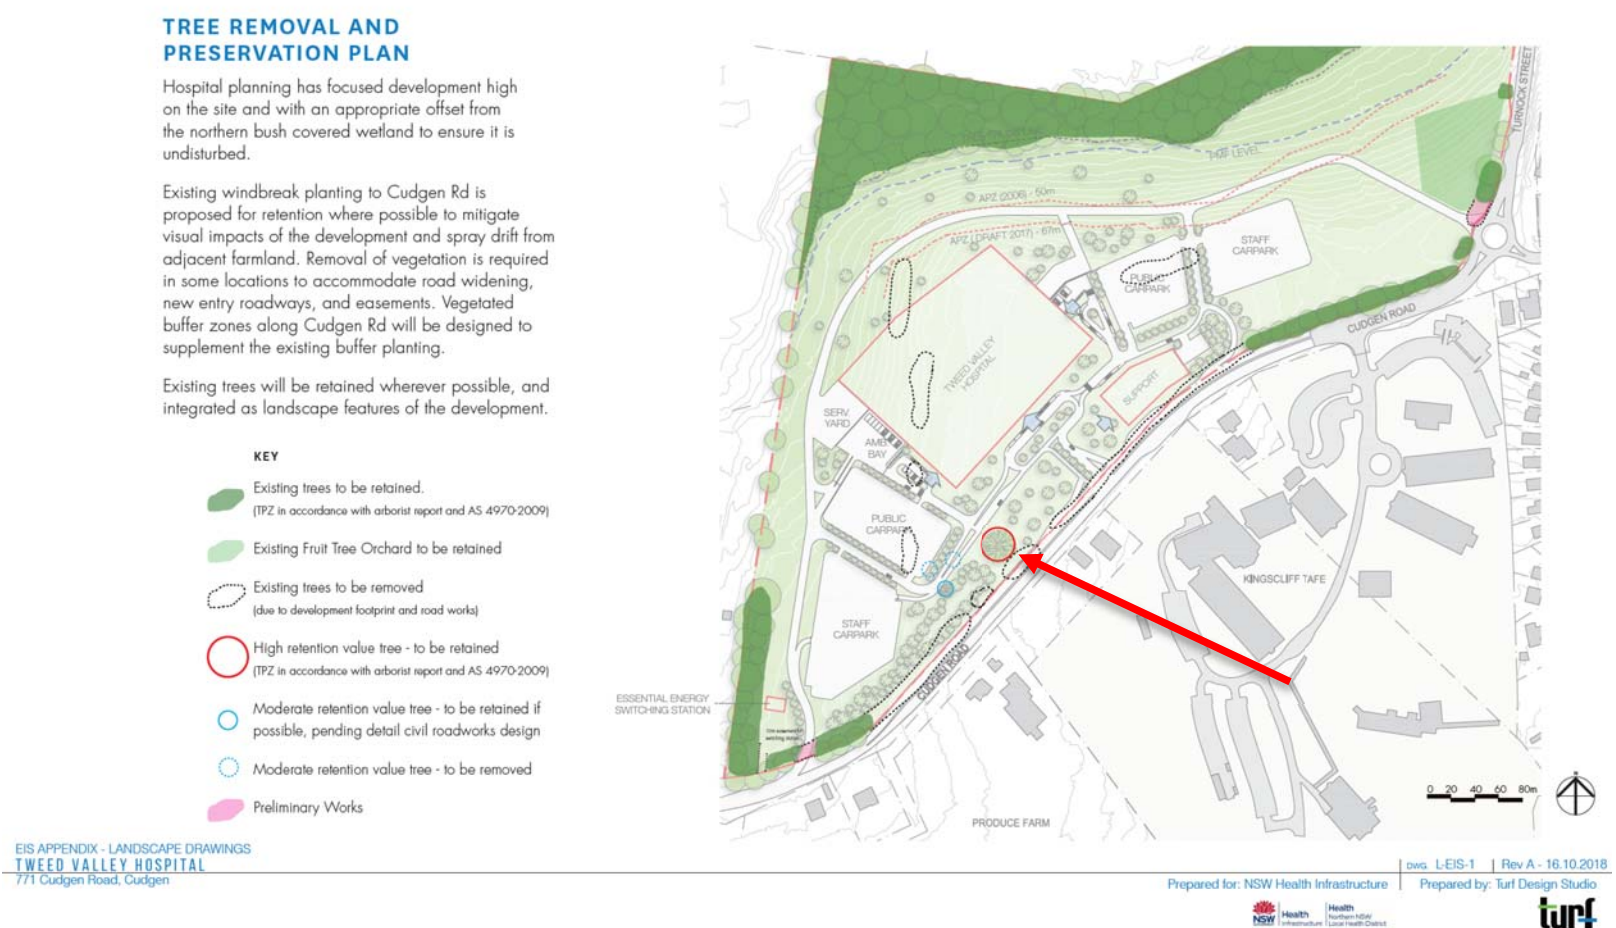 TREE REMOVAL AND
PRESERVATION PLAN
Hospital planning has focused development high
on the site and with an appropriate offset from
the northern bush covered wetland to ensure it is
undisturbed.
Existing windbreak planting to Cudgen Rd is
proposed for retention where possible to mitigate
visual impacts of the development and spray drift from
adjacent farmland. Removal of vegetation is required
in some locations to accommodate road widening,
new entry roadways, and easements. Vegetated
buffer zones along Cudgen Rd will be designed to
supplement the existing buffer planting.
Existing trees will be retained wherever possible, and
integrated as landscape features of the development.
KEY
Existing trees to be retained.
(TPZ in accordance with arborist report and AS 4970-2009)
Existing Fruit Tree Orchard to be retained
Existing trees to be removed
(due to development footprint and road works)
High retention value tree - to be retained
(TPZ in accordance with arborist report and AS 4970-2009)
Moderate retention value tree - to be retained if
possible, pending detail civil roadworks design
Moderate retention value tree - to be removed
Preliminary Works
TURNOCK STREET
PMF LEVEL
APZ (2006) - 50m
APZ (DRAFT 2017) - 67m
STAFF
CARPARK
PUBLIC
CARPARK
CUDGEN ROAD
TWEED VALLEY
HOSPITAL
SUPPORT
SERV.
YARD
AMB.
BAY
PUBLIC
CARPARK
KINGSCLIFF TAFE
STAFF
CARPARK
CUDGEN ROAD
ESSENTIAL ENERGY
SWITCHING STATION
PRODUCE FARM
0 20 40 60 80m
EIS APPENDIX - LANDSCAPE DRAWINGS
TWEED VALLEY HOSPITAL
771 Cudgen Road, Cudgen
DWG. L-EIS-1 | Rev A - 16.10.2018
Prepared for: NSW Health Infrastructure
Prepared by: Turf Design Studio
NSW
Health
Infrastructure
Health
Northern NSW
Local Health District
turf